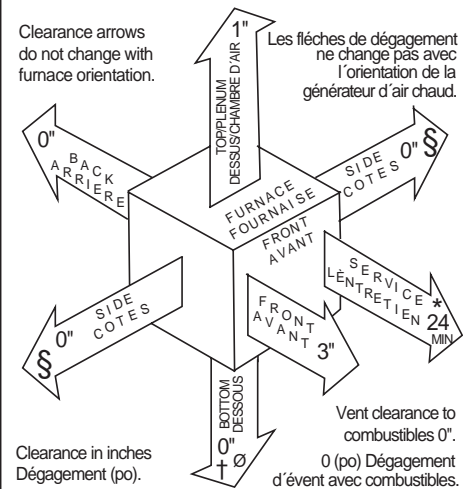 Clearance arrows
do not change with
furnace orientation.
1"
TOP/PLENUM
DESSUS/CHAMBRE D´AIR
Les fléches de dégagement
ne change pas avec
l´orientation de la
générateur d´air chaud.
0"
BACK
ARRIERE
FURNACE
FOURNAISE
FRONT
AVANT
SIDE
COTES
0" §
SERVICE
LÈNTRETIEN
*
24
MIN
§ 0"
SIDE
COTES
FRONT
AVANT
3"
BOTTOM
DESSOUS
0"
† Ø
Vent clearance to
combustibles 0".
0 (po) Dégagement
d´évent avec combustibles.
Clearance in inches
Dégagement (po).